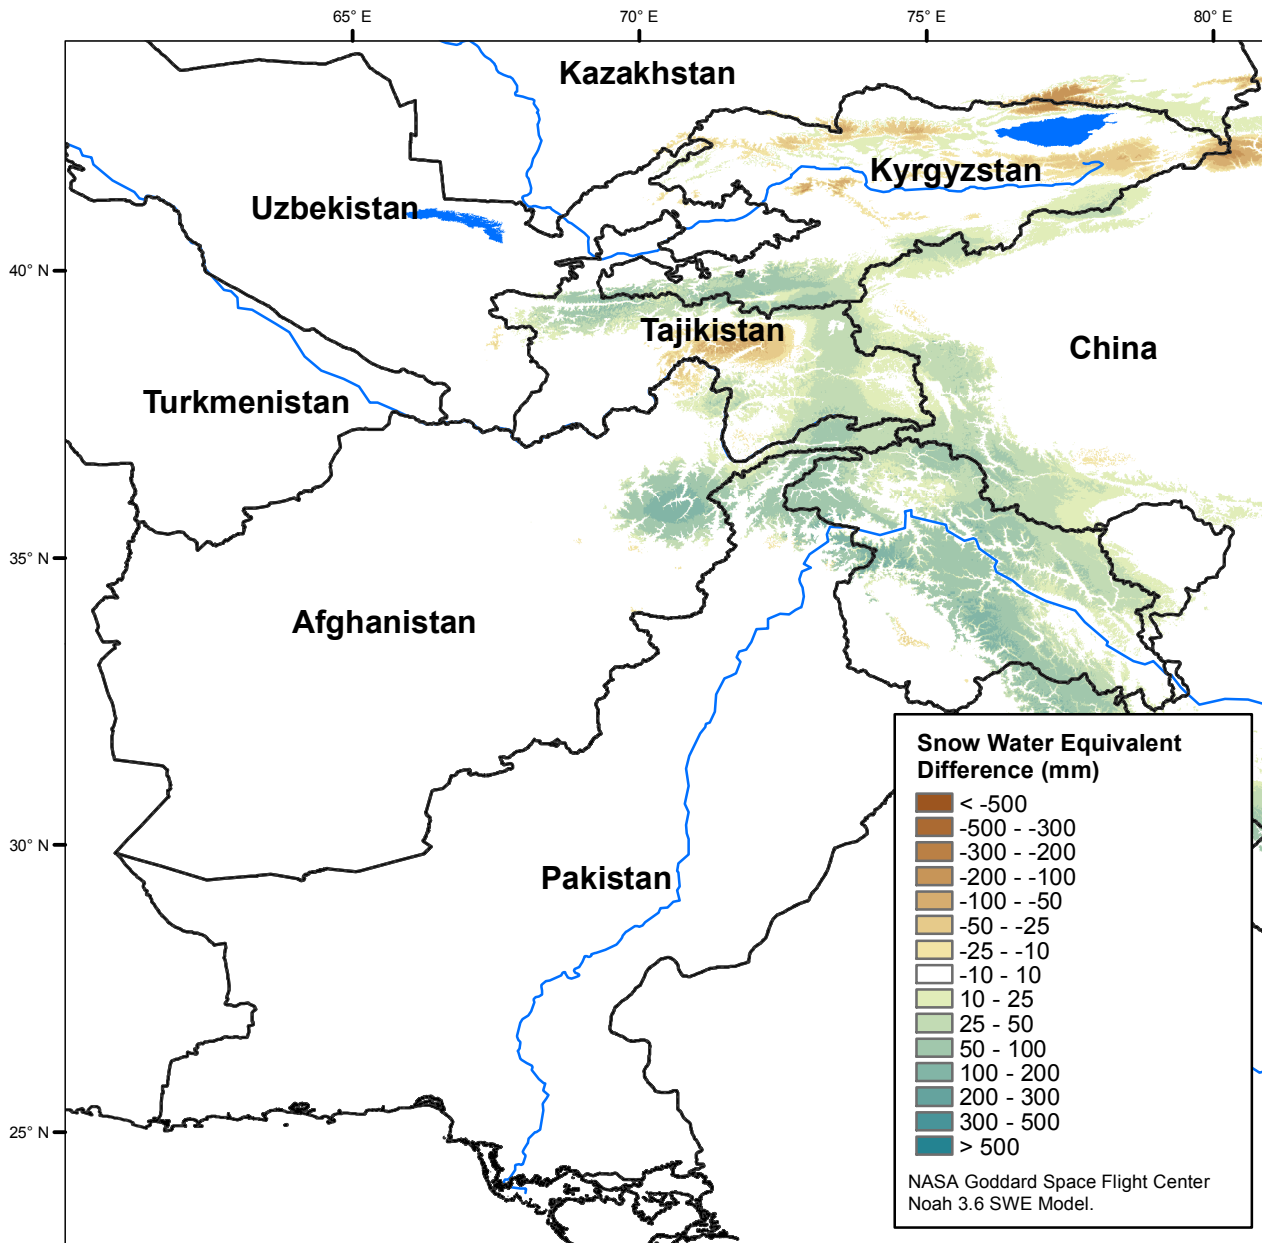 65° E
70° E
75° E
80° E
Kazakhstan
Kyrgyzstan
Uzbekistan
40° N
Tajikistan
China
Turkmenistan
35° N
Afghanistan
Snow Water Equivalent
Difference (mm)
< -500
-500 - -300
-300 - -200
-200 - -100
-100 - -50
-50 - -25
-25 - -10
-10 - 10
10 - 25
25 - 50
50 - 100
100 - 200
200 - 300
300 - 500
> 500
NASA Goddard Space Flight Center
Noah 3.6 SWE Model.
30° N
Pakistan
25° N